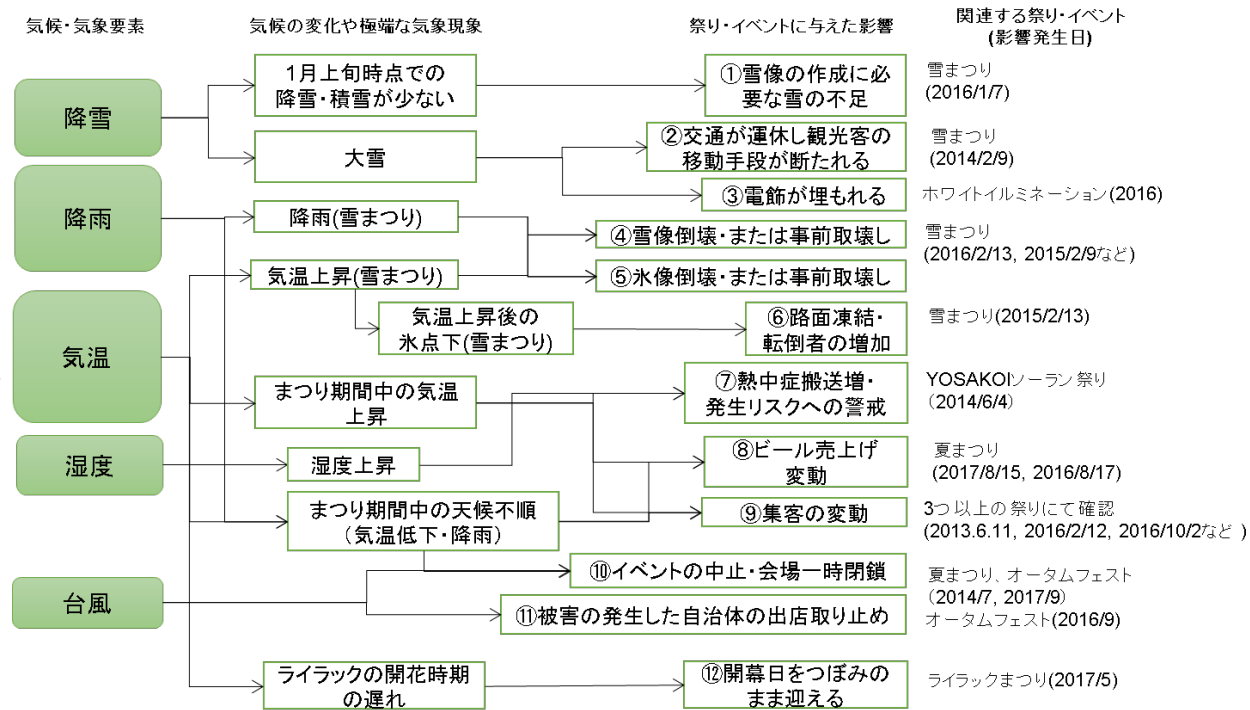 気候・気象要素
気候の変化や極端な気象現象
祭り・イベントに与えた影響
関連する祭り・イベント
(影響発生日)
降雪
降雨
気温
湿度
台風
1月上旬時点での
降雪・積雪が少ない
大雪
降雨(雪まつり)
気温上昇(雪まつり)
気温上昇後の
氷点下(雪まつり)
まつり期間中の気温
上昇
湿度上昇
まつり期間中の天候不順
（気温低下・降雨）
ライラックの開花時期
の遅れ
①雪像の作成に必
要な雪の不足
②交通が運休し観光客の
移動手段が断たれる
③電飾が埋もれる
④雪像倒壊・または事前取壊し
⑤氷像倒壊・または事前取壊し
⑥路面凍結・
転倒者の増加
⑦熱中症搬送増・
発生リスクへの警戒
⑧ビール売上げ
変動
⑨集客の変動
⑩イベントの中止・会場一時閉鎖
⑪被害の発生した自治体の出店取り止め
⑫開幕日をつぼみの
まま迎える
雪まつり
(2016/1/7)
雪まつり
(2014/2/9)
ホワイトイルミネーション(2016)
雪まつり
(2016/2/13, 2015/2/9など)
雪まつり(2015/2/13)
YOSAKOIソーラン祭り
（2014/6/4）
夏まつり
(2017/8/15, 2016/8/17)
3つ以上の祭りにて確認
(2013.6.11, 2016/2/12, 2016/10/2など )
夏まつり、オータムフェスト
（2014/7, 2017/9）
オータムフェスト(2016/9)
ライラックまつり(2017/5)